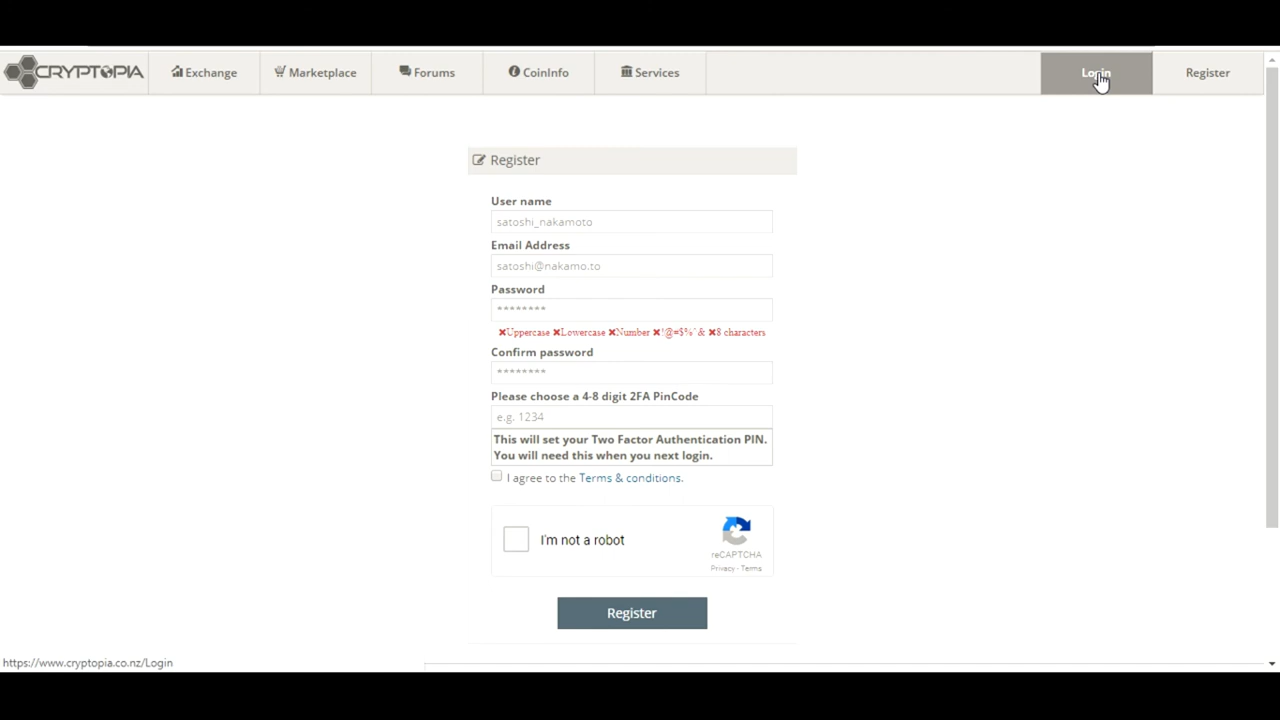 CRYPTOPIA Exchange Marketplace Forums CoinInfo Services Login Register
Register
User name
satoshi_nakamoto
Email Address
satoshi@nakamo.to
Password
********
✖Uppercase ✖Lowercase ✖Number ✖!@=$%^& ✖8 characters
Confirm password
********
Please choose a 4-8 digit 2FA PinCode
e.g. 1234
This will set your Two Factor Authentication PIN.
You will need this when you next login.
I agree to the Terms & conditions.
I'm not a robot
reCAPTCHA
Privacy - Terms
Register
https://www.cryptopia.co.nz/Login